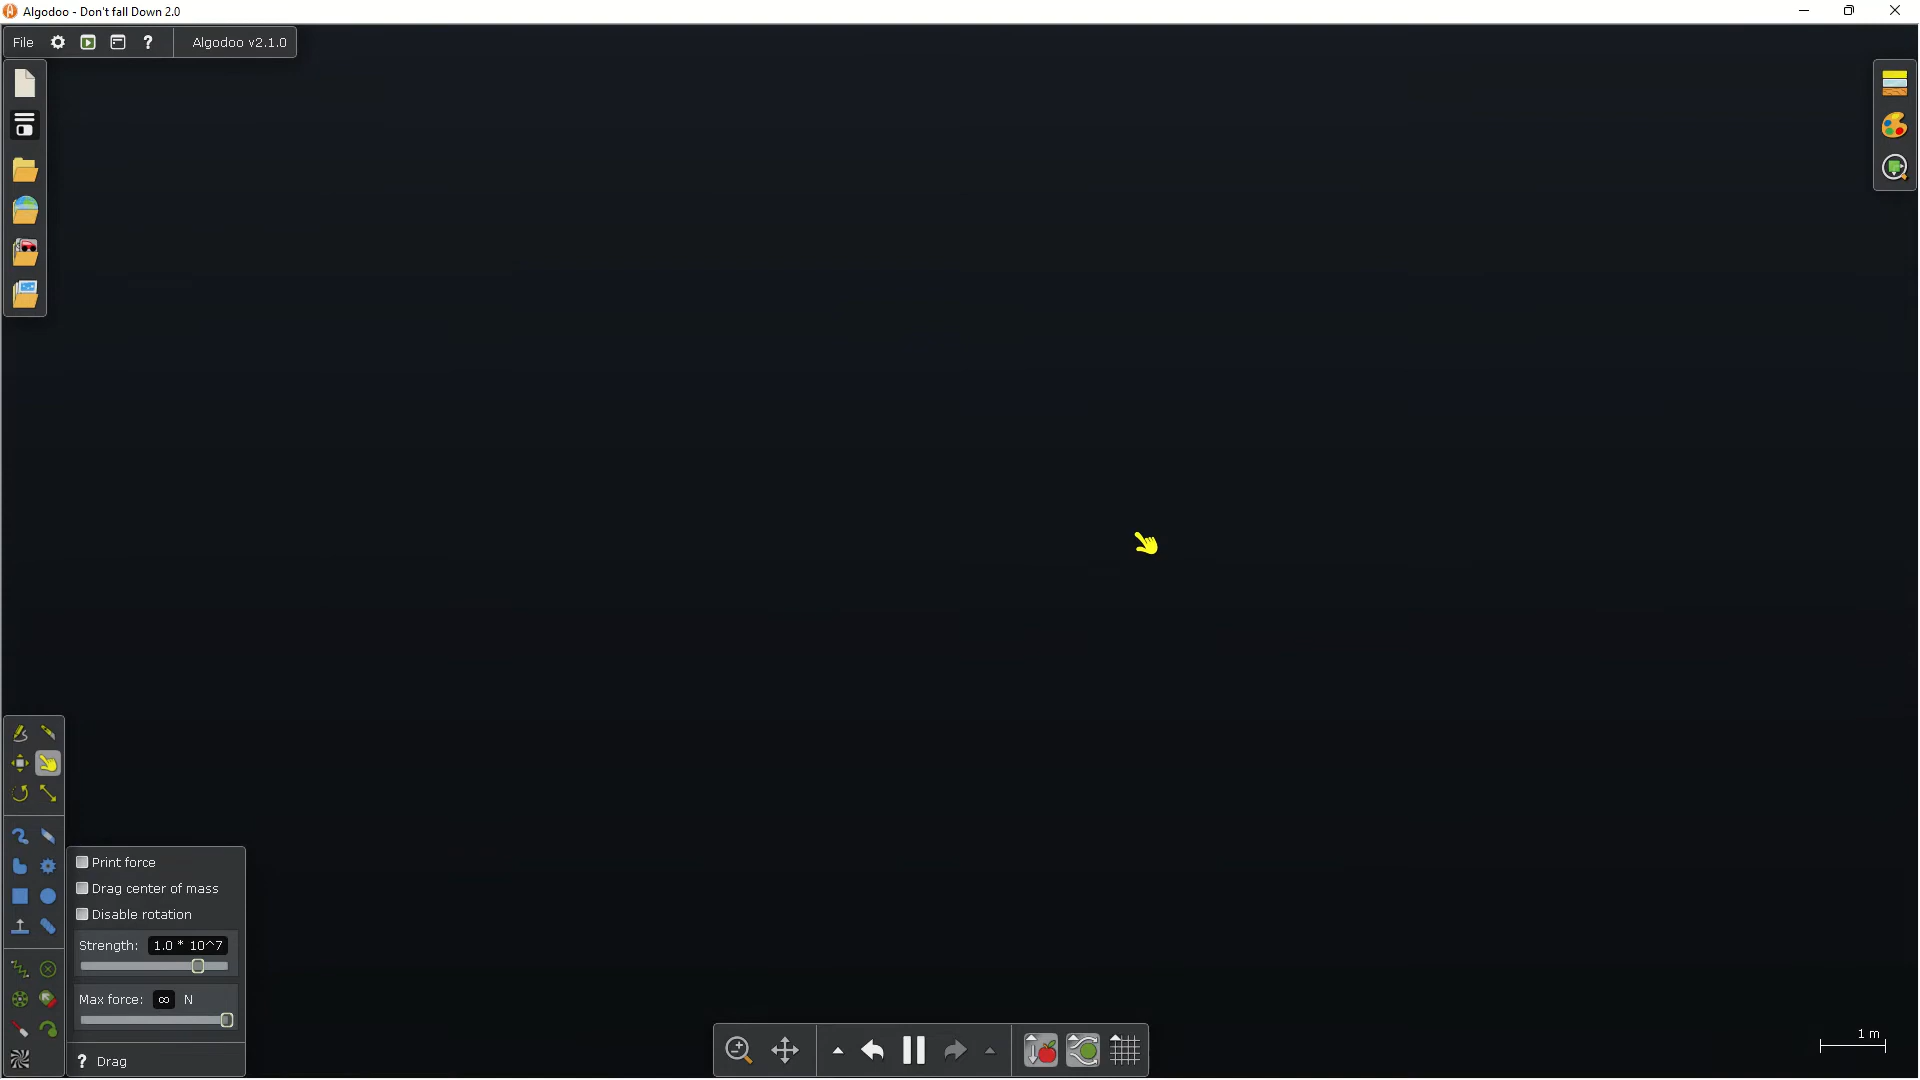 Algodoo - Don't fall Down 2.0
File ? Algodoo v2.1.0
Print force
Drag center of mass
Disable rotation
Strength: 1.0 * 10^7
Max force: ∞ N
? Drag
1 m